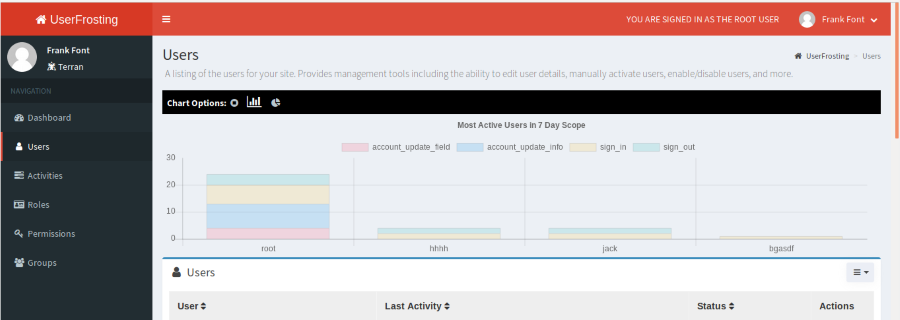 UserFrosting
YOU ARE SIGNED IN AS THE ROOT USER
Frank Font
Frank Font
Terran
NAVIGATION
Dashboard
Users
Activities
Roles
Permissions
Groups
Users
UserFrosting > Users
A listing of the users for your site. Provides management tools including the ability to edit user details, manually activate users, enable/disable users, and more.
Chart Options:
Most Active Users in 7 Day Scope
account_update_field account_update_info sign_in sign_out
30
20
10
0
root hhhh jack bgasdf
Users
User Last Activity Status Actions